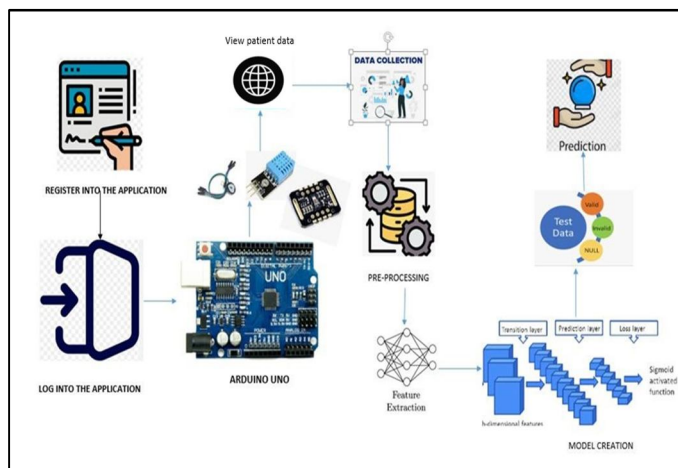 View patient data
DATA COLLECTION
REGISTER INTO THE APPLICATION
LOG INTO THE APPLICATION
UNO
ARDUINO UNO
PRE-PROCESSING
Feature
Extraction
Prediction
Test
Data
Valid
Invalid
NULL
Transition layer
Prediction layer
Loss layer
h-dimensional features
Sigmoid
activated
function
MODEL CREATION